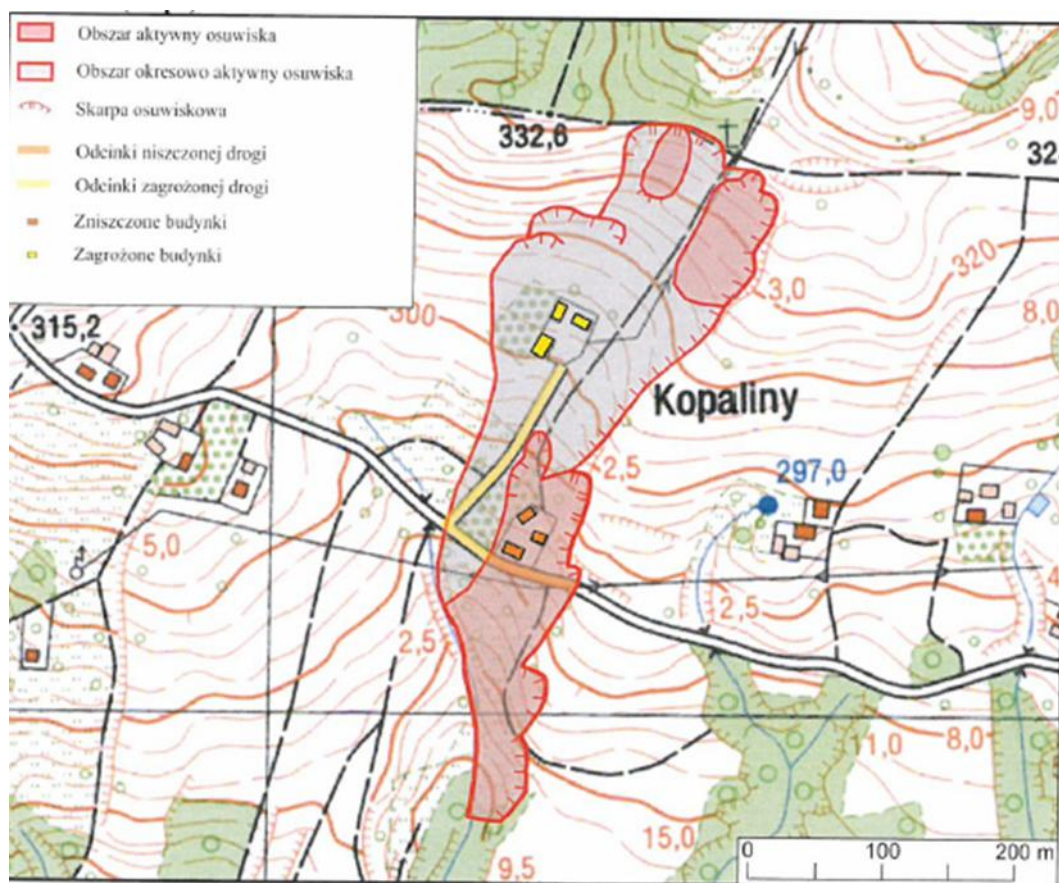 Obszar aktywny osuwiska
Obszar okresowo aktywny osuwiska
Skarpa osuwiskowa
Odcinki niszczonej drogi
Odcinki zagrożonej drogi
Zniszczone budynki
Zagrożone budynki
332,6
9,0
32
320
3,0
8,0
300
315,2
Kopaliny
2,5
297,0
5,0
2,5
2,5
4
11,0
8,0
15,0
9,5
0 100 200 m